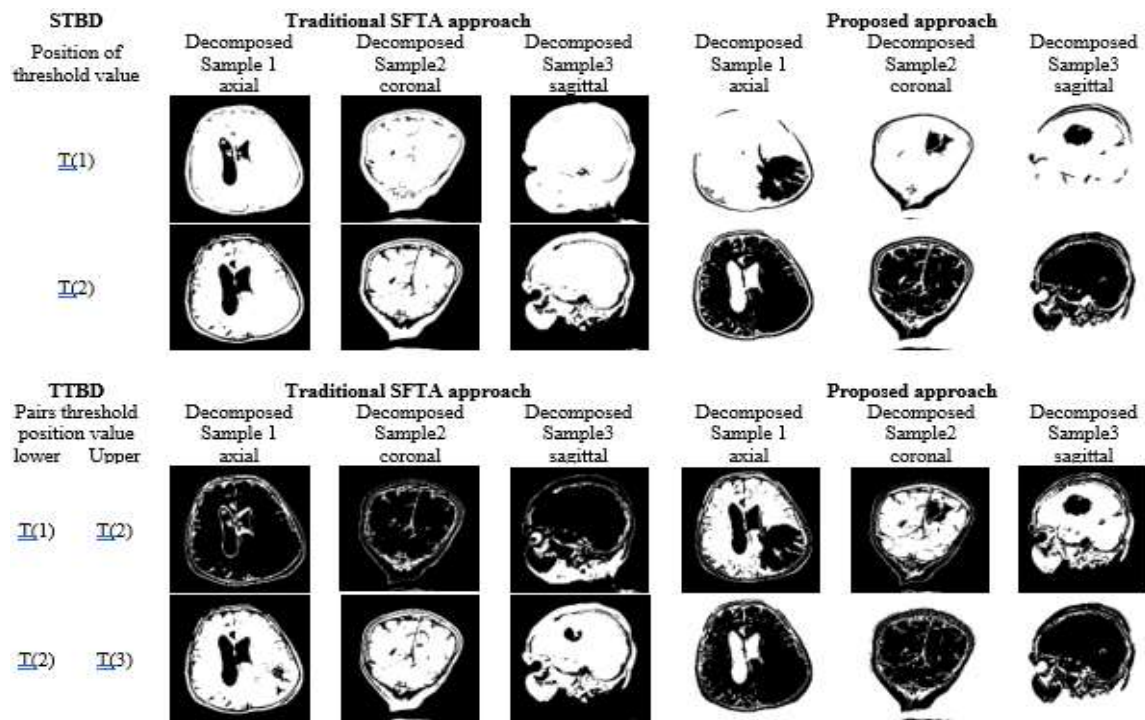 STBD Traditional SFTA approach Proposed approach
Position of threshold value
Decomposed Sample 1 axial
Decomposed Sample2 coronal
Decomposed Sample3 sagittal
Decomposed Sample 1 axial
Decomposed Sample2 coronal
Decomposed Sample3 sagittal
T(1)
T(2)
TTBD Traditional SFTA approach Proposed approach
Pairs threshold position value
lower Upper
Decomposed Sample 1 axial
Decomposed Sample2 coronal
Decomposed Sample3 sagittal
Decomposed Sample 1 axial
Decomposed Sample2 coronal
Decomposed Sample3 sagittal
T(1) T(2)
T(2) T(3)